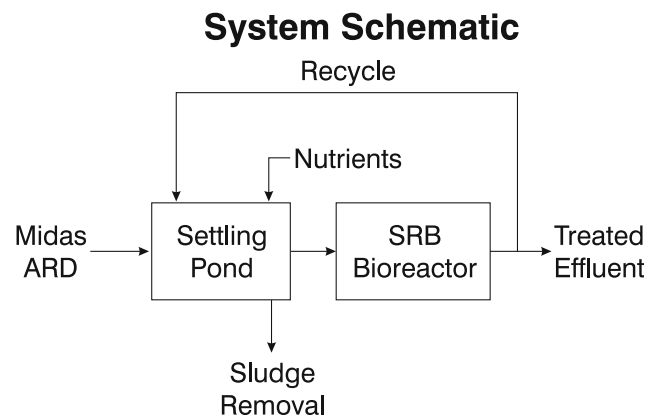 System Schematic
Recycle
Nutrients
Midas
ARD
Settling
Pond
SRB
Bioreactor
Treated
Effluent
Sludge
Removal